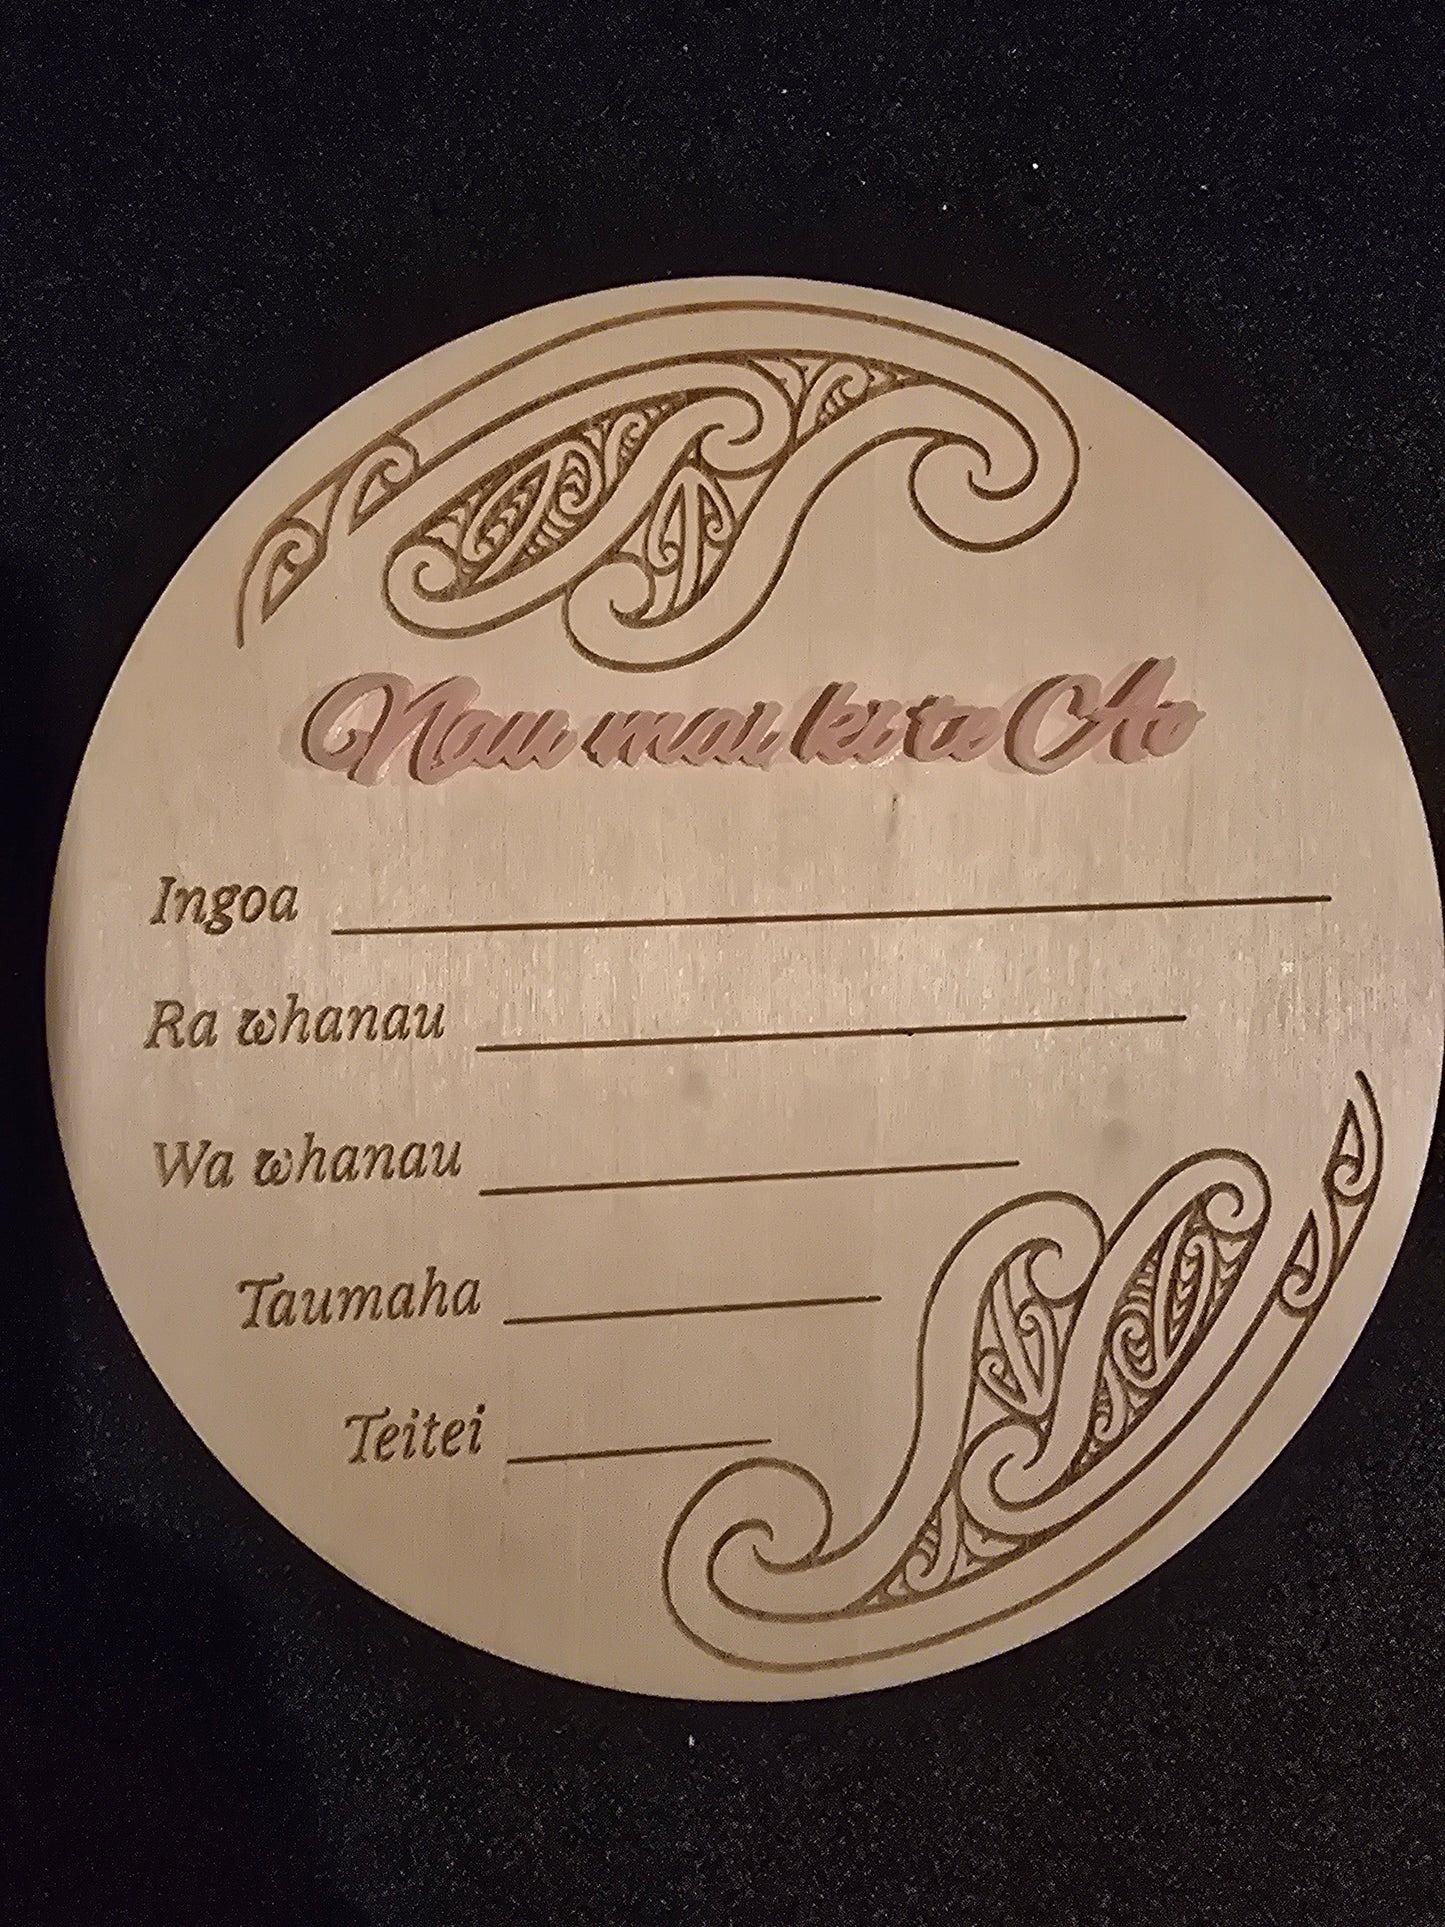 Nau mai ki te Ao
Ingoa
Ra whanau
Wa whanau
Taumaha
Teitei